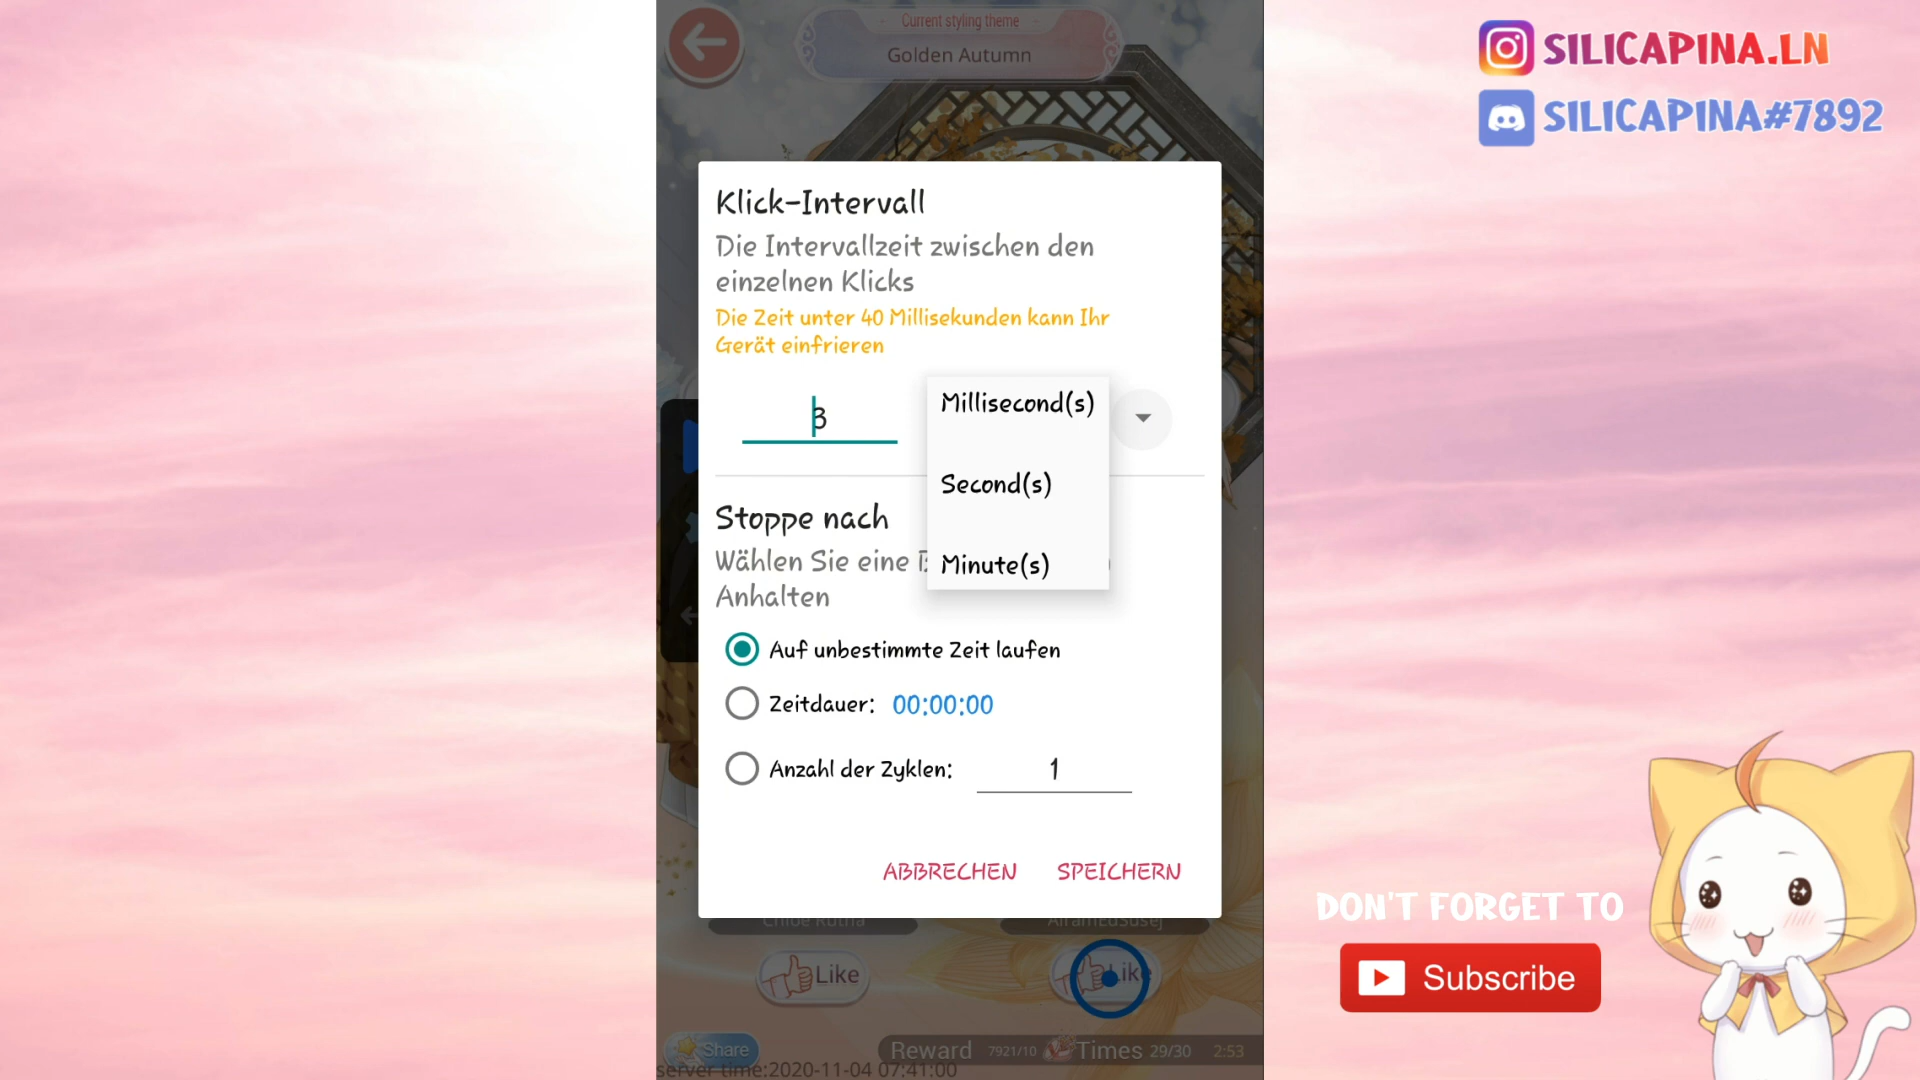 Current styling theme
Golden Autumn
SILICAPINA.LN
SILICAPINA#7892
Klick-Intervall
Die Intervallzeit zwischen den
einzelnen Klicks
Die Zeit unter 40 Millisekunden kann Ihr
Gerät einfrieren
3
Millisecond(s)
Second(s)
Minute(s)
Stoppe nach
Wählen Sie eine
Anhalten
Auf unbestimmte Zeit laufen
Zeitdauer: 00:00:00
Anzahl der Zyklen: 1
ABBRECHEN SPEICHERN
Like Like
Share
Reward 7921/10 Times 29/30 2:53
server time:2020-11-04 07:41:00
DON'T FORGET TO
Subscribe